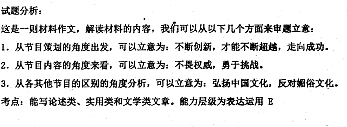 试题分析:
这是一则材料作文，解读材料的内容，我们可以从以下几个方面来审题立意:
1．从节目策划的角度出发，可以立意为：不断创新，才能不断超越，走向成功。
2．从节目内容的角度来看，可以立意为：不畏权威，勇于挑战。
3．从各其他节目的区别的角度分析，可以立意为：弘扬中国文化，反对媚俗文化。
考点：能写论述类、实用类和文学类文章。能力层级为表达运用 E